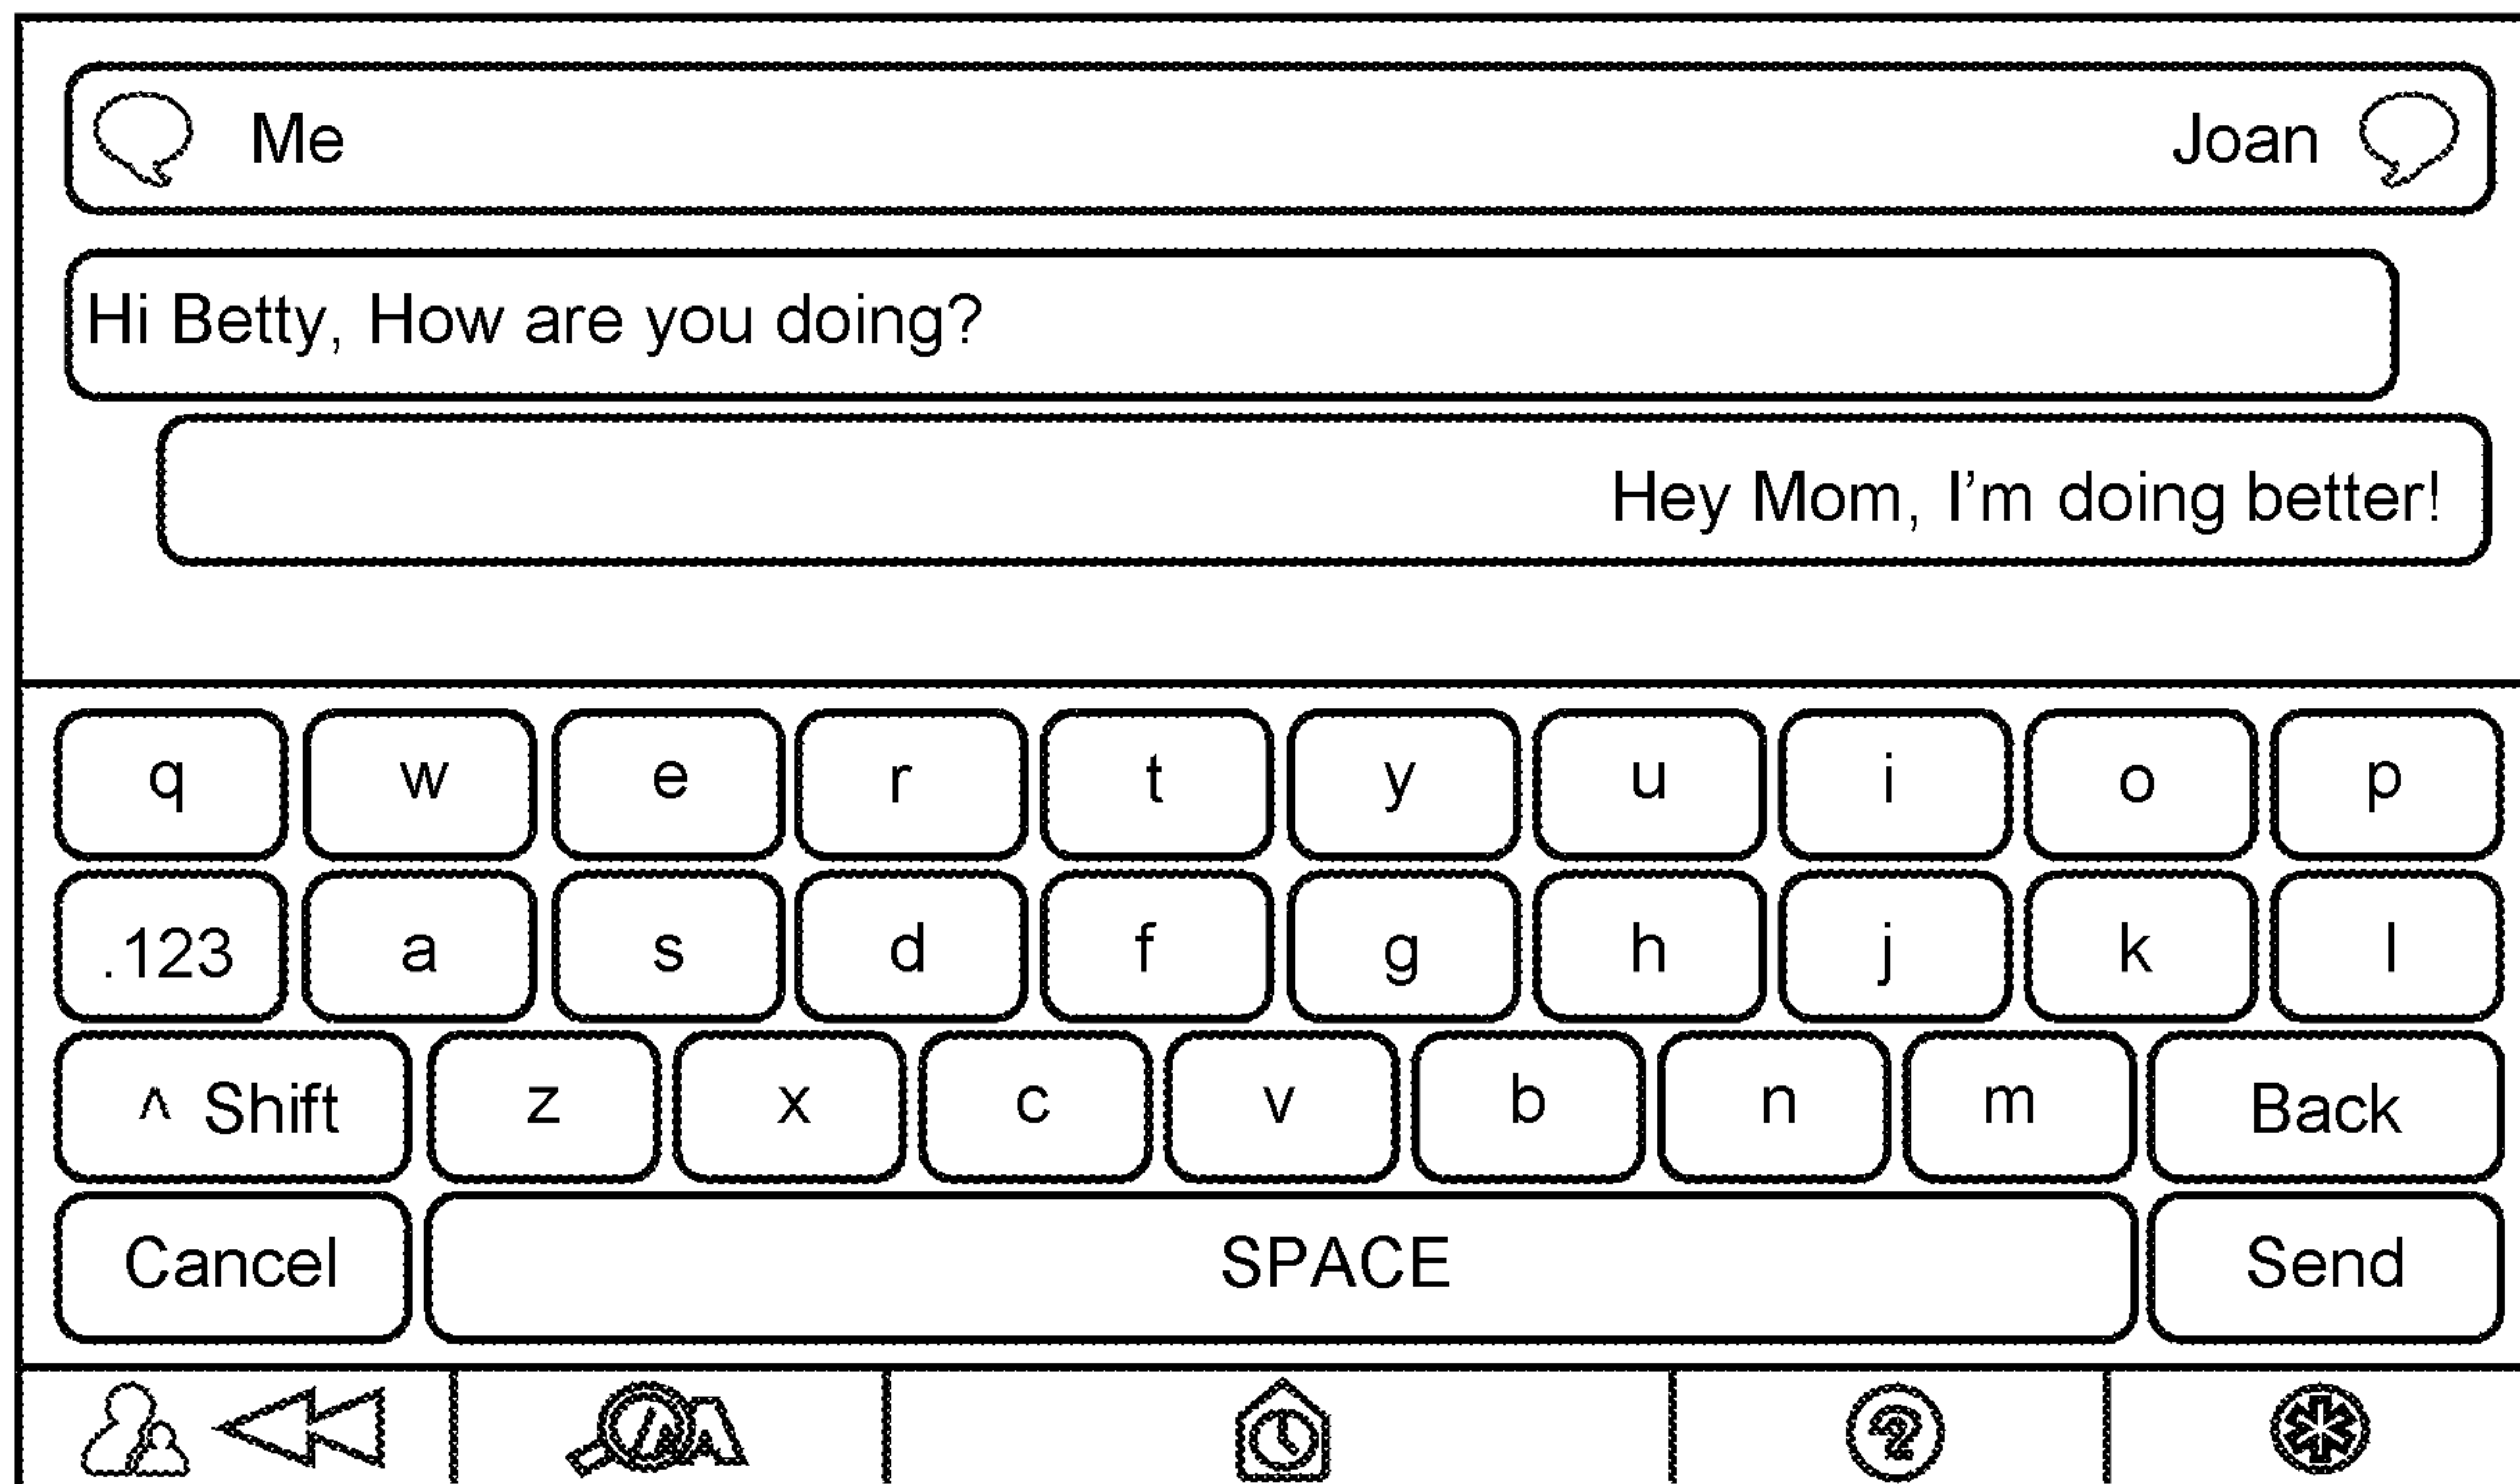 Me Joan
Hi Betty, How are you doing?
Hey Mom, I’m doing better!
q w e r t y u i o p
.123 a s d f g h j k l
^ Shift z x c v b n m Back
Cancel SPACE Send
A ?